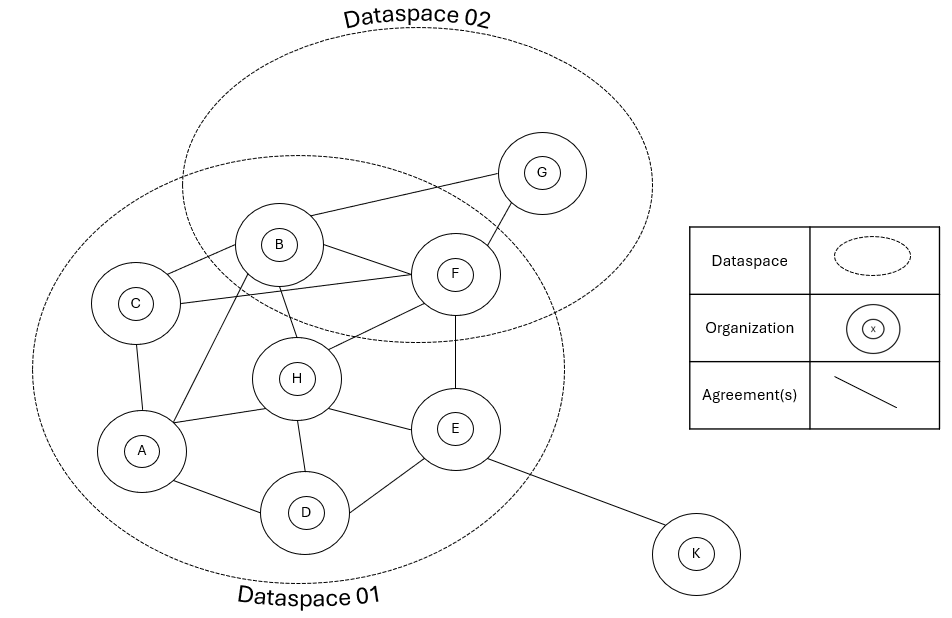 Dataspace 02
G
B
F
C
H
E
A
D
K
Dataspace 01
Dataspace
Organization
x
Agreement(s)